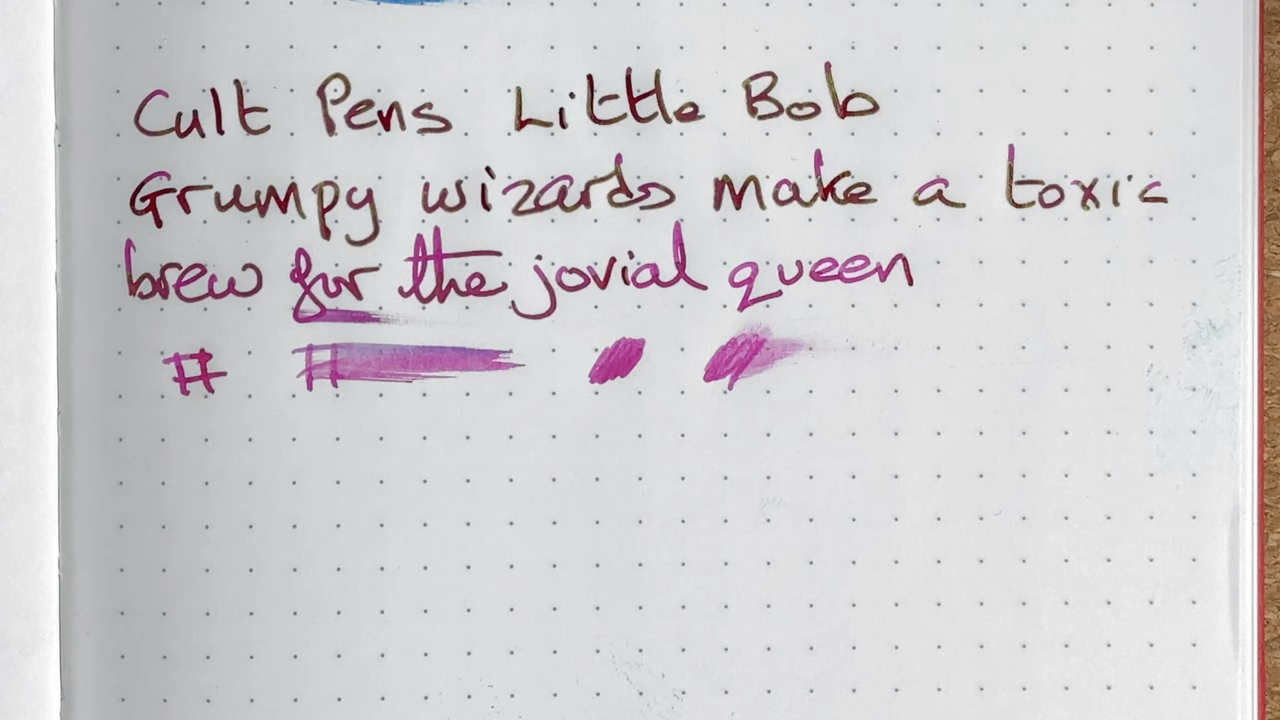 Cult Pens Little Bob
Grumpy wizards make a toxic
brew for the jovial queen
# #